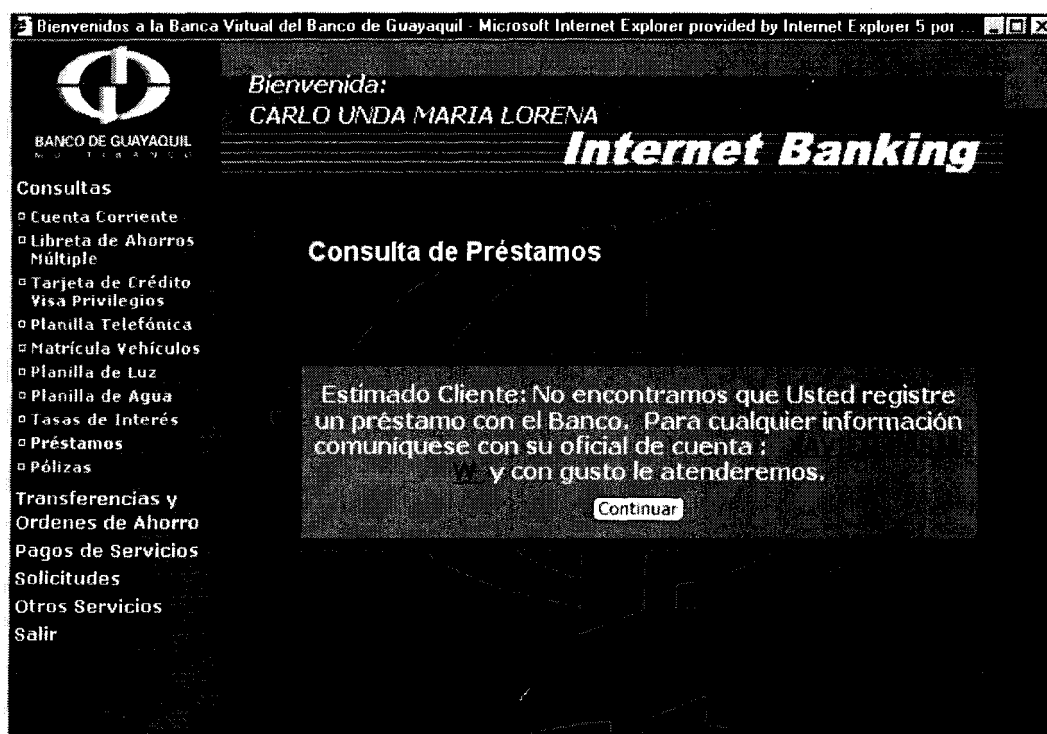 Bienvenidos a la Banca Virtual del Banco de Guayaquil - Microsoft Internet Explorer provided by Internet Explorer 5 por ...
BANCO DE GUAYAQUIL
MULTIBANCO
Bienvenida:
CARLO UNDA MARIA LORENA
Internet Banking
Consultas
Cuenta Corriente
Libreta de Ahorros
Múltiple
Tarjeta de Crédito
Visa Privilegios
Planilla Telefónica
Matrícula Vehículos
Planilla de Luz
Planilla de Agua
Tasas de Interés
Préstamos
Pólizas
Transferencias y
Ordenes de Ahorro
Pagos de Servicios
Solicitudes
Otros Servicios
Salir
Consulta de Préstamos
Estimado Cliente: No encontramos que Usted registre
un préstamo con el Banco. Para cualquier información
comuníquese con su oficial de cuenta :
y con gusto le atenderemos.
Continuar